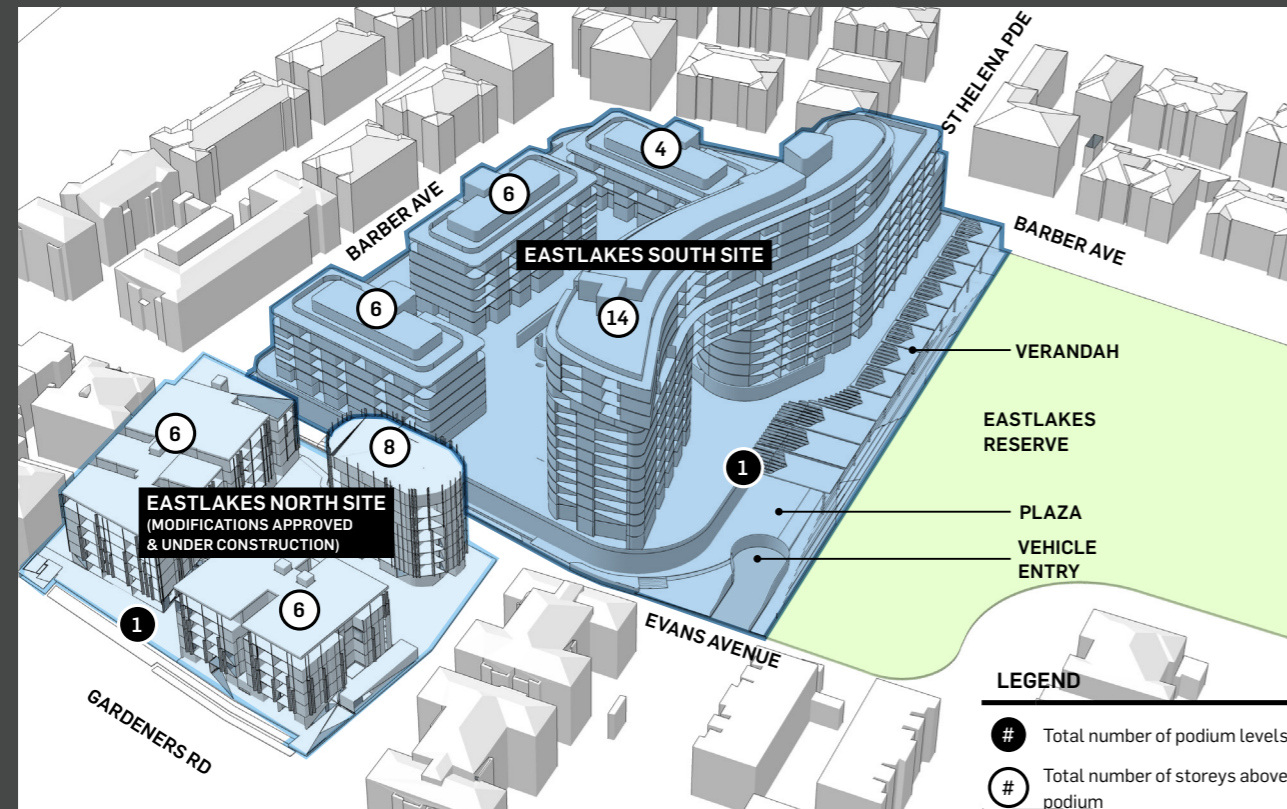 ST HELENA PDE
4
6
BARBER AVE
BARBER AVE
EASTLAKES SOUTH SITE
6
14
VERANDAH
EASTLAKES
RESERVE
6
8
1
EASTLAKES NORTH SITE
(MODIFICATIONS APPROVED
& UNDER CONSTRUCTION)
PLAZA
VEHICLE
ENTRY
6
1
EVANS AVENUE
GARDENERS RD
LEGEND
# Total number of podium levels
# Total number of storeys above
podium